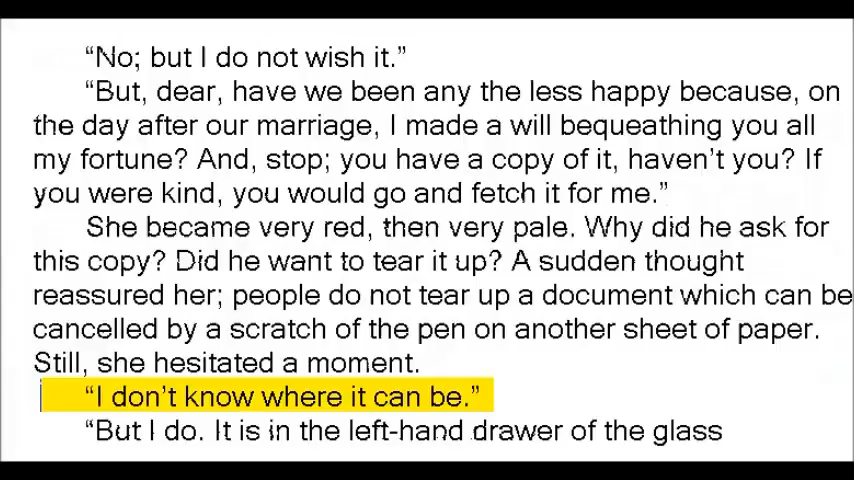 “No; but I do not wish it.”
“But, dear, have we been any the less happy because, on
the day after our marriage, I made a will bequeathing you all
my fortune? And, stop; you have a copy of it, haven’t you? If
you were kind, you would go and fetch it for me.”
She became very red, then very pale. Why did he ask for
this copy? Did he want to tear it up? A sudden thought
reassured her; people do not tear up a document which can be
cancelled by a scratch of the pen on another sheet of paper.
Still, she hesitated a moment.
“I don’t know where it can be.”
“But I do. It is in the left-hand drawer of the glass